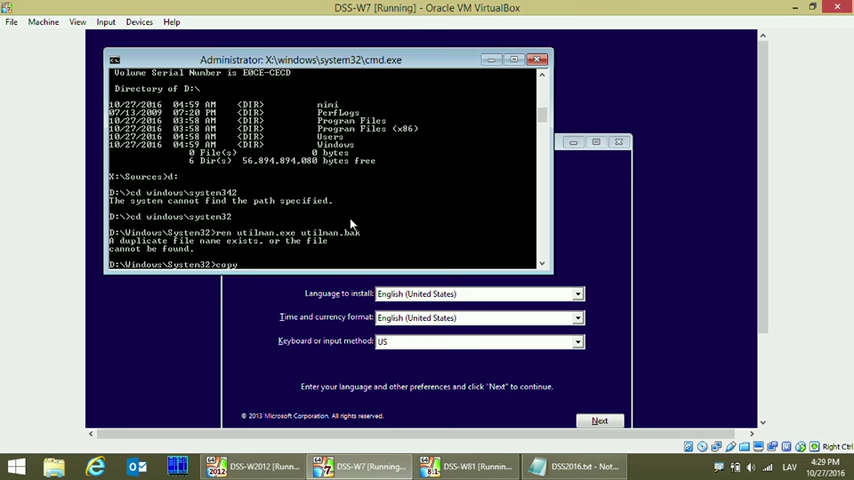 DSS-W7 [Running] - Oracle VM VirtualBox
File Machine View Input Devices Help
Administrator: X:\windows\system32\cmd.exe
Volume Serial Number is E0CE-CECD
Directory of D:\
10/27/2016 04:59 AM <DIR> mimi
07/13/2009 07:20 PM <DIR> PerfLogs
10/27/2016 03:58 AM <DIR> Program Files
10/27/2016 03:58 AM <DIR> Program Files (x86)
10/27/2016 04:58 AM <DIR> Users
10/27/2016 04:59 AM <DIR> Windows
0 File(s) 0 bytes
6 Dir(s) 56,894,894,080 bytes free
X:\Sources>d:
D:\>cd windows\system342
The system cannot find the path specified.
D:\>cd windows\system32
D:\Windows\System32>ren utilman.exe utilman.bak
A duplicate file name exists, or the file
cannot be found.
D:\Windows\System32>copy
Language to install: English (United States)
Time and currency format: English (United States)
Keyboard or input method: US
Enter your language and other preferences and click "Next" to continue.
© 2013 Microsoft Corporation. All rights reserved.
Next
Right Ctrl
2012 DSS-W2012 [Runn...
7 DSS-W7 [Running...
8.1 DSS-W81 [Runnin...
DSS2016.txt - Not...
LAV
4:29 PM
10/27/2016